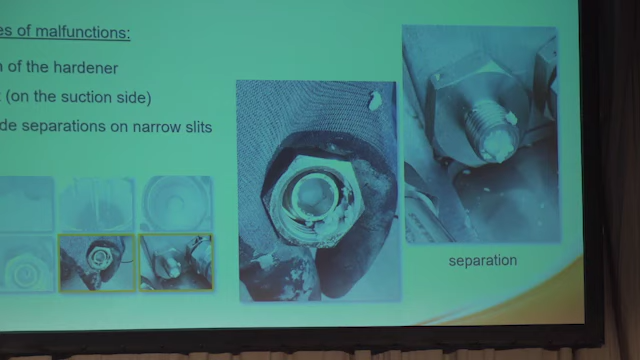 es of malfunctions:
n of the hardener
(on the suction side)
de separations on narrow slits
separation